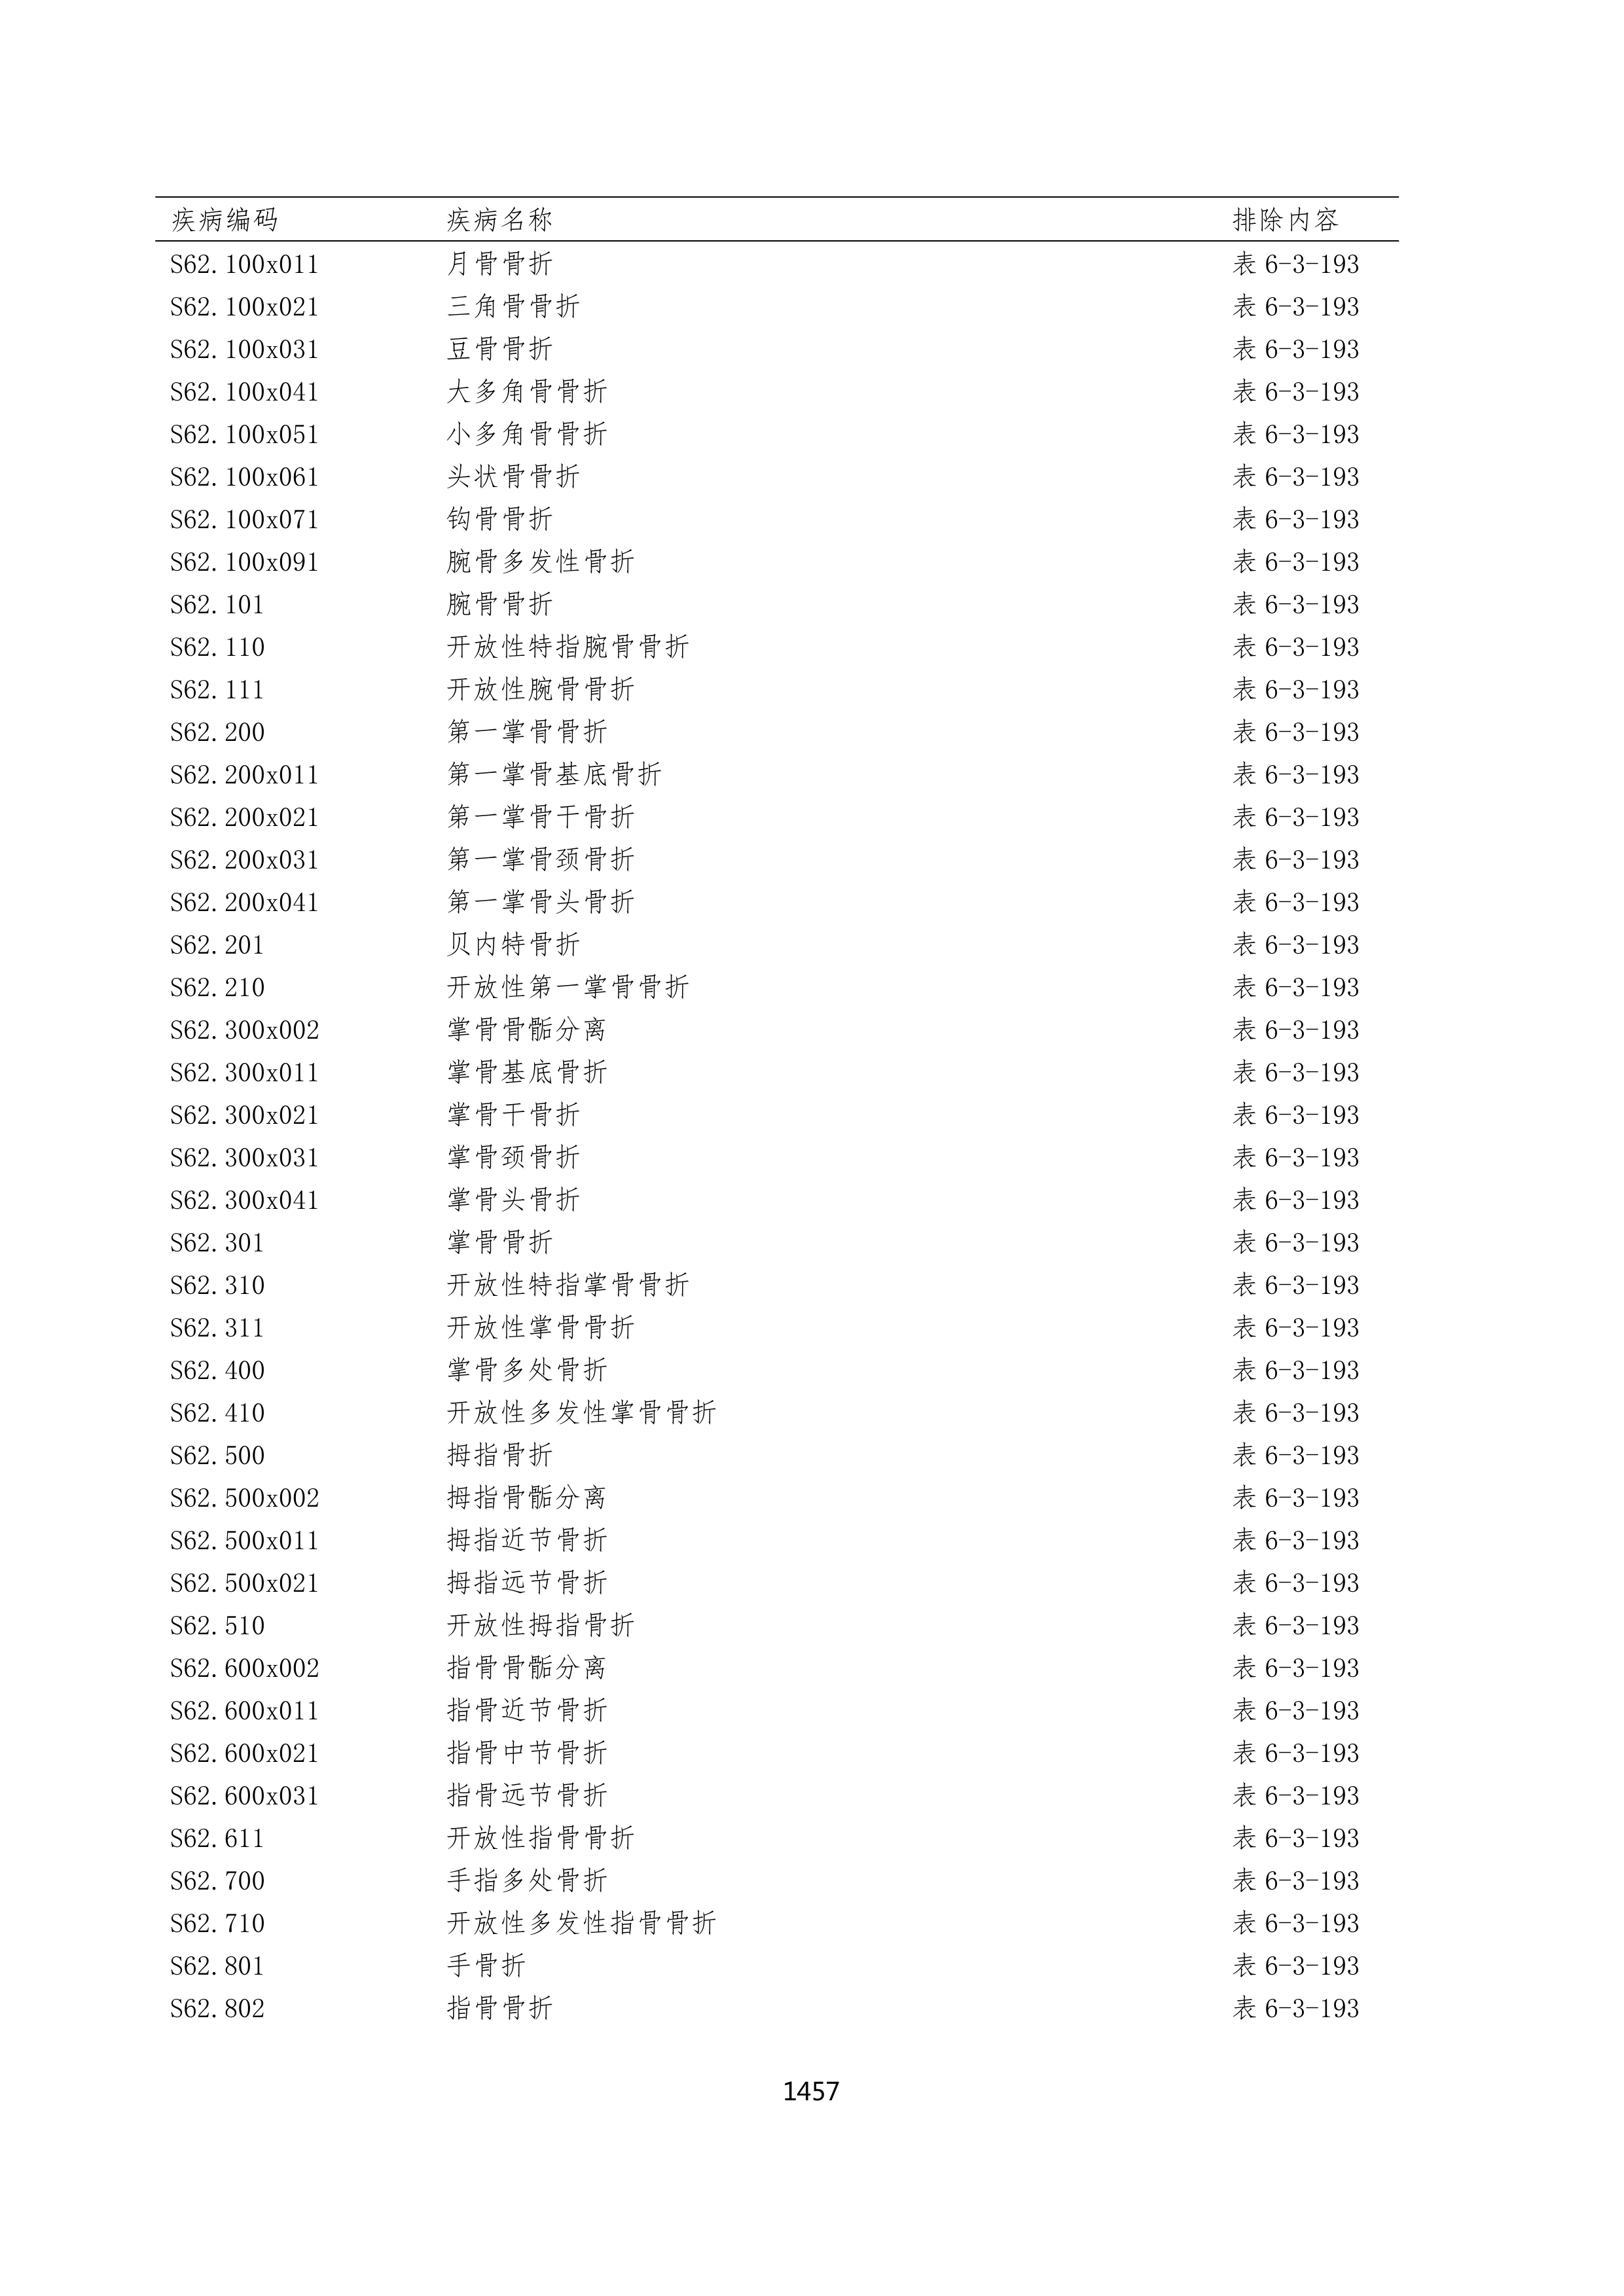 疾病编码 疾病名称 排除内容
S62.100x011 月骨骨折 表 6-3-193
S62.100x021 三角骨骨折 表 6-3-193
S62.100x031 豆骨骨折 表 6-3-193
S62.100x041 大多角骨骨折 表 6-3-193
S62.100x051 小多角骨骨折 表 6-3-193
S62.100x061 头状骨骨折 表 6-3-193
S62.100x071 钩骨骨折 表 6-3-193
S62.100x091 腕骨多发性骨折 表 6-3-193
S62.101 腕骨骨折 表 6-3-193
S62.110 开放性特指腕骨骨折 表 6-3-193
S62.111 开放性腕骨骨折 表 6-3-193
S62.200 第一掌骨骨折 表 6-3-193
S62.200x011 第一掌骨基底骨折 表 6-3-193
S62.200x021 第一掌骨干骨折 表 6-3-193
S62.200x031 第一掌骨颈骨折 表 6-3-193
S62.200x041 第一掌骨头骨折 表 6-3-193
S62.201 贝内特骨折 表 6-3-193
S62.210 开放性第一掌骨骨折 表 6-3-193
S62.300x002 掌骨骨骺分离 表 6-3-193
S62.300x011 掌骨基底骨折 表 6-3-193
S62.300x021 掌骨干骨折 表 6-3-193
S62.300x031 掌骨颈骨折 表 6-3-193
S62.300x041 掌骨头骨折 表 6-3-193
S62.301 掌骨骨折 表 6-3-193
S62.310 开放性特指掌骨骨折 表 6-3-193
S62.311 开放性掌骨骨折 表 6-3-193
S62.400 掌骨多处骨折 表 6-3-193
S62.410 开放性多发性掌骨骨折 表 6-3-193
S62.500 拇指骨折 表 6-3-193
S62.500x002 拇指骨骺分离 表 6-3-193
S62.500x011 拇指近节骨折 表 6-3-193
S62.500x021 拇指远节骨折 表 6-3-193
S62.510 开放性拇指骨折 表 6-3-193
S62.600x002 指骨骨骺分离 表 6-3-193
S62.600x011 指骨近节骨折 表 6-3-193
S62.600x021 指骨中节骨折 表 6-3-193
S62.600x031 指骨远节骨折 表 6-3-193
S62.611 开放性指骨骨折 表 6-3-193
S62.700 手指多处骨折 表 6-3-193
S62.710 开放性多发性指骨骨折 表 6-3-193
S62.801 手骨折 表 6-3-193
S62.802 指骨骨折 表 6-3-193
1457